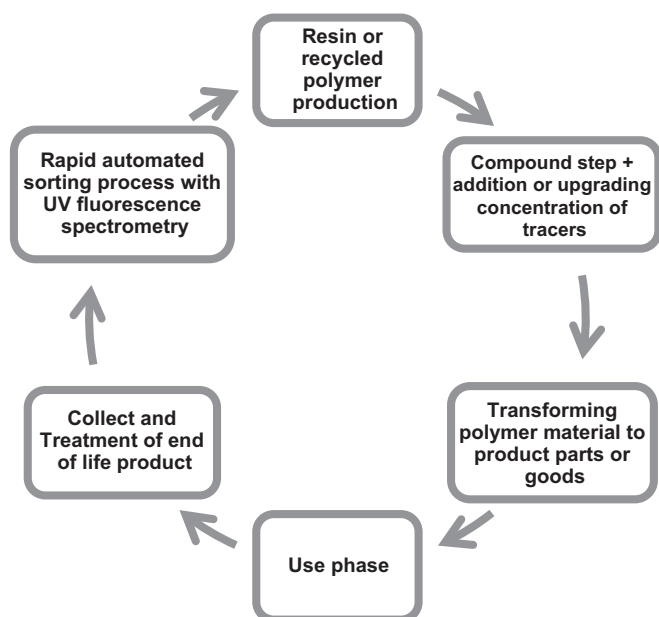 Resin or
recycled
polymer
production
Compound step +
addition or upgrading
concentration of
tracers
Transforming
polymer material to
product parts or
goods
Use phase
Collect and
Treatment of end
of life product
Rapid automated
sorting process with
UV fluorescence
spectrometry